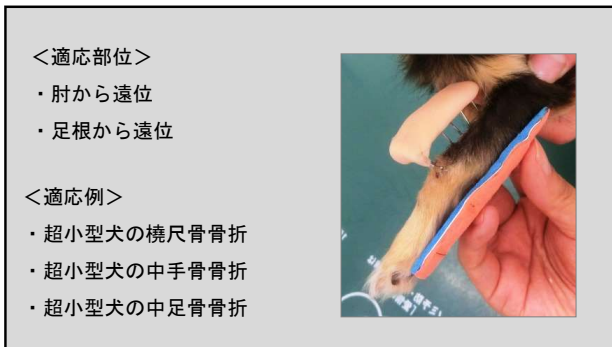 ＜適応部位＞
・肘から遠位
・足根から遠位
＜適応例＞
・超小型犬の橈尺骨骨折
・超小型犬の中手骨骨折
・超小型犬の中足骨骨折